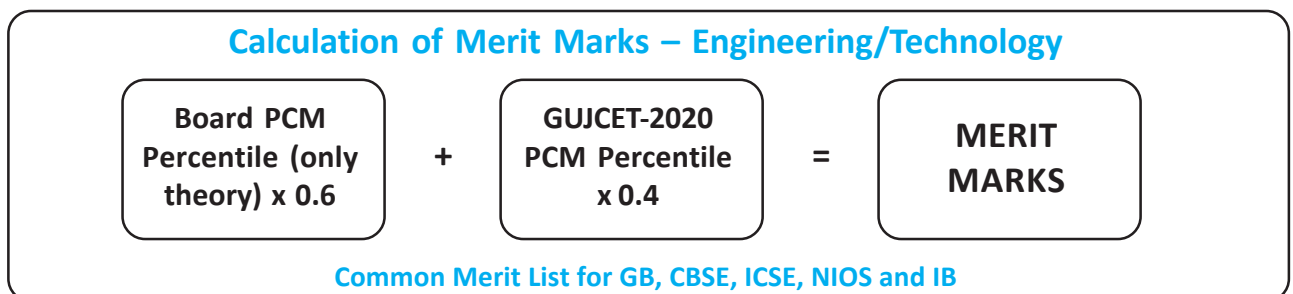 Calculation of Merit Marks – Engineering/Technology
Board PCM
Percentile (only
theory) x 0.6
+
GUJCET-2020
PCM Percentile
x 0.4
=
MERIT
MARKS
Common Merit List for GB, CBSE, ICSE, NIOS and IB